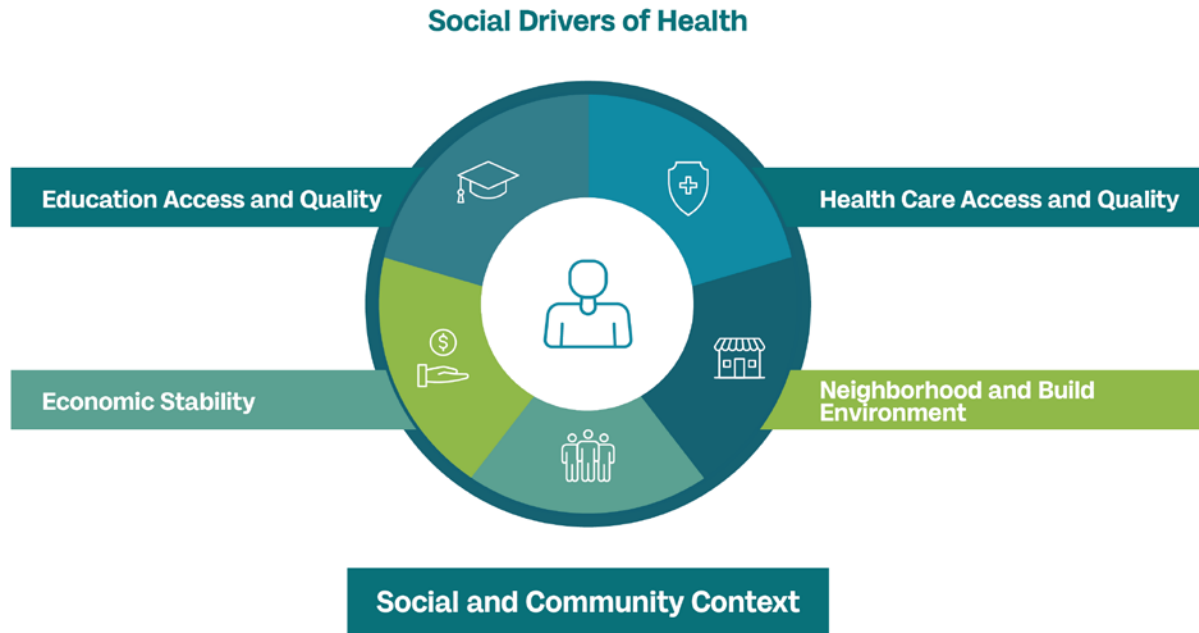 Social Drivers of Health
Education Access and Quality
Health Care Access and Quality
$
Economic Stability
Neighborhood and Build
Environment
Social and Community Context